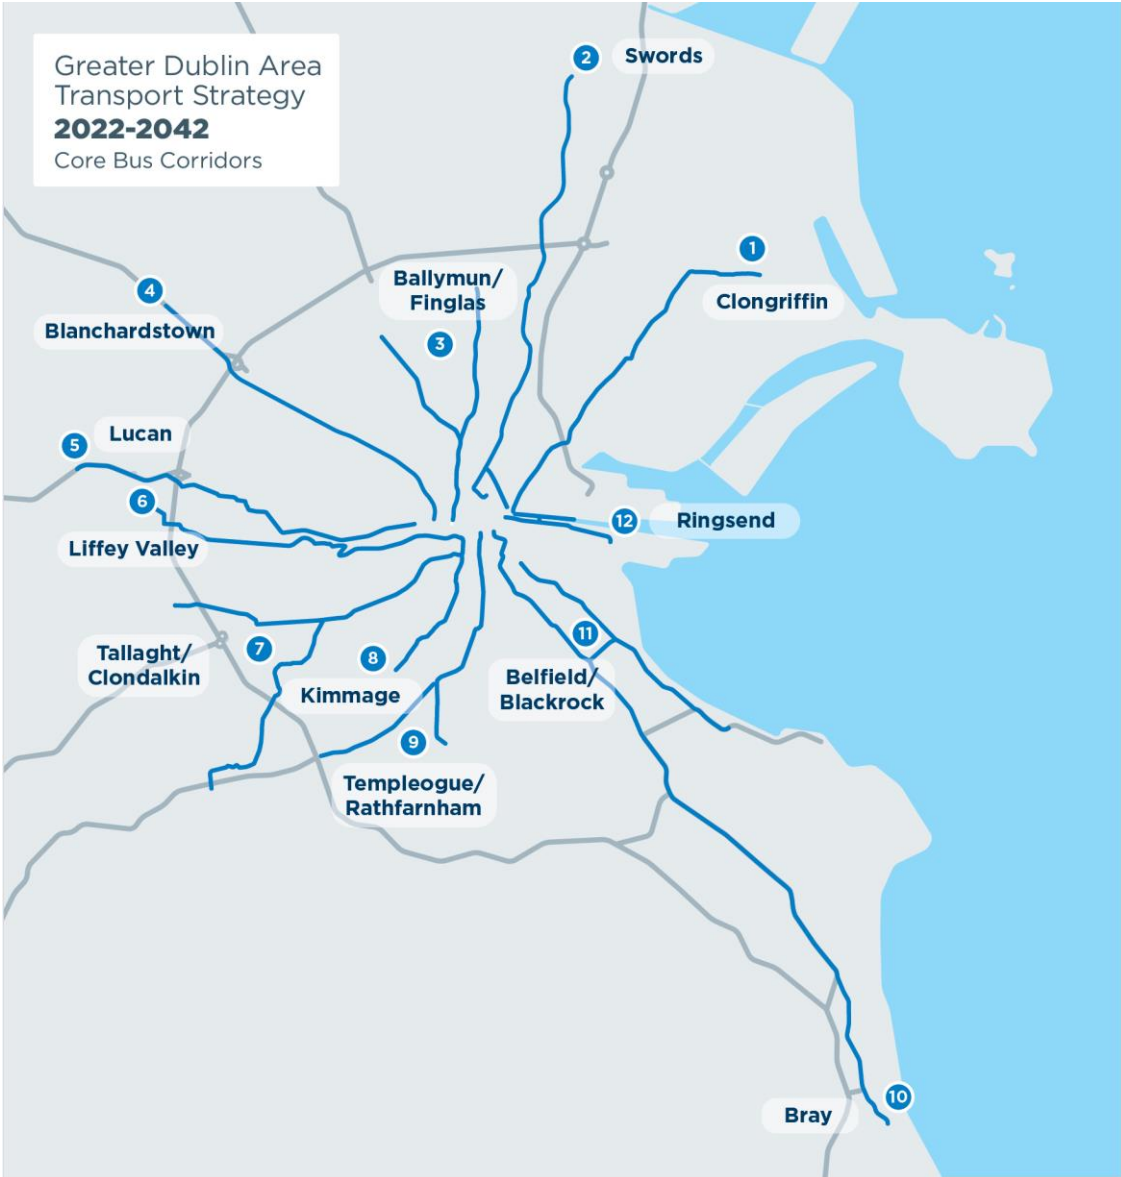 Greater Dublin Area
Transport Strategy
2022-2042
Core Bus Corridors
2
Swords
1
Clongriffin
Ballymun/
Finglas
3
4
Blanchardstown
Lucan
5
6
Liffey Valley
12
Ringsend
Tallaght/
Clondalkin
7
8
Kimmage
11
Belfield/
Blackrock
9
Templeogue/
Rathfarnham
10
Bray